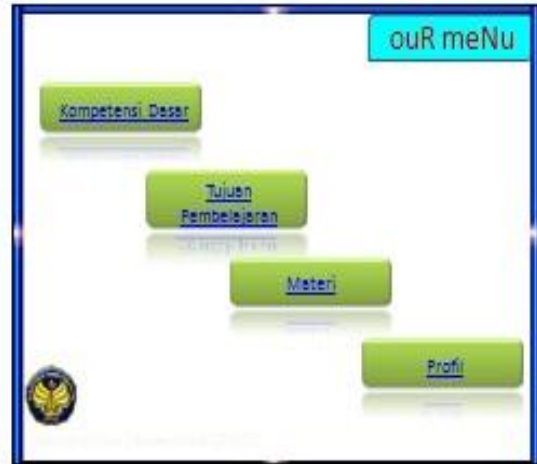 ouR meNu
Kompetensi Dasar
Tujuan
Pembelajaran
Materi
Profil